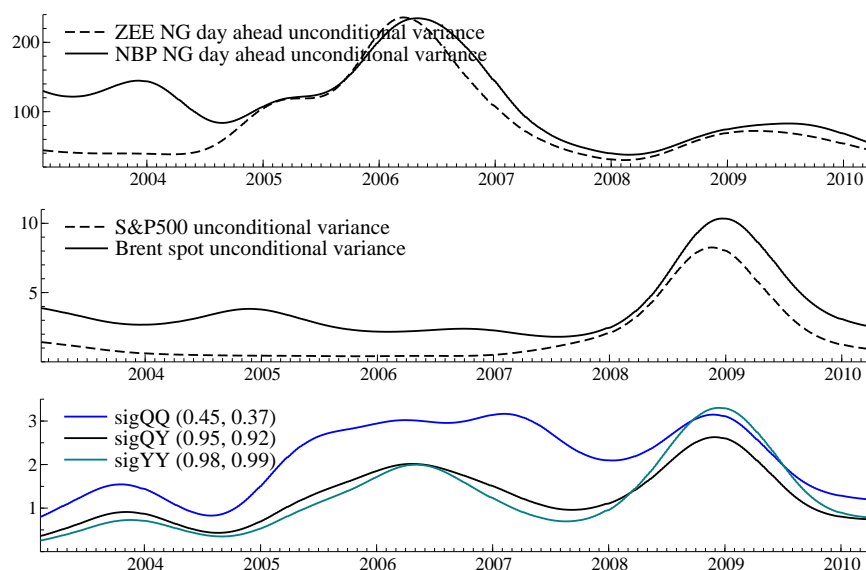 ZEE NG day ahead unconditional variance
NBP NG day ahead unconditional variance
200
100
2004 2005 2006 2007 2008 2009 2010
S&P500 unconditional variance
Brent spot unconditional variance
10
5
2004 2005 2006 2007 2008 2009 2010
sigQQ (0.45, 0.37)
sigQY (0.95, 0.92)
sigYY (0.98, 0.99)
3
2
1
2004 2005 2006 2007 2008 2009 2010